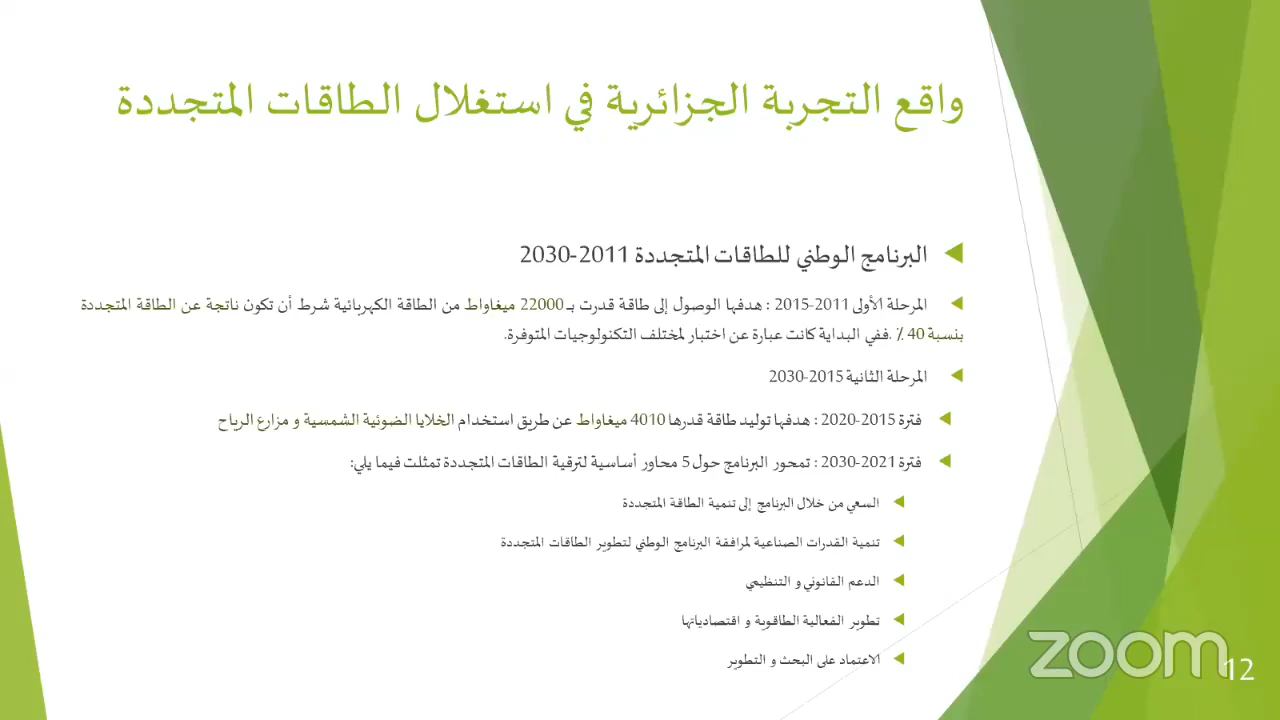 واقع التجربة الجزائرية في استغلال الطاقات المتجددة
البرنامج الوطني للطاقات المتجددة 2011-2030
المرحلة الأولى 2011-2015 : هدفها الوصول إلى طاقة قدرت بـ 22000 ميغاواط من الطاقة الكهربائية شرط أن تكون ناتجة عن الطاقة المتجددة
بنسبة 40 ٪ .ففي البداية كانت عبارة عن اختبار لمختلف التكنولوجيات المتوفرة.
المرحلة الثانية 2015-2030
فترة 2015-2020 : هدفها توليد طاقة قدرها 4010 ميغاواط عن طريق استخدام الخلايا الضوئية الشمسية و مزارع الرياح
فترة 2021-2030 : تمحور البرنامج حول 5 محاور أساسية لترقية الطاقات المتجددة تمثلت فيما يلي:
السعي من خلال البرنامج إلى تنمية الطاقة المتجددة
تنمية القدرات الصناعية لمرافقة البرنامج الوطني لتطوير الطاقات المتجددة
الدعم القانوني و التنظيمي
تطوير الفعالية الطاقوية و اقتصادياتها
الاعتماد على البحث و التطوير
zoom
12